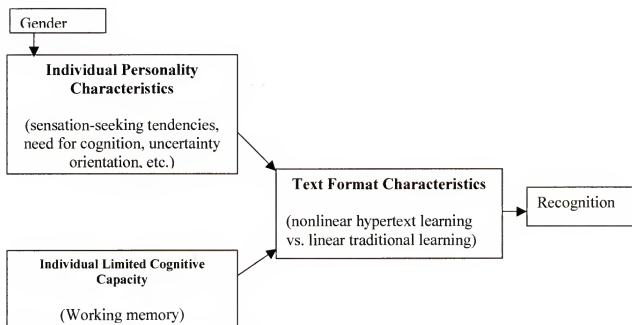 Gender
Individual Personality
Characteristics
(sensation-seeking tendencies,
need for cognition, uncertainty
orientation, etc.)
Text Format Characteristics
(nonlinear hypertext learning
vs. linear traditional learning)
Recognition
Individual Limited Cognitive
Capacity
(Working memory)